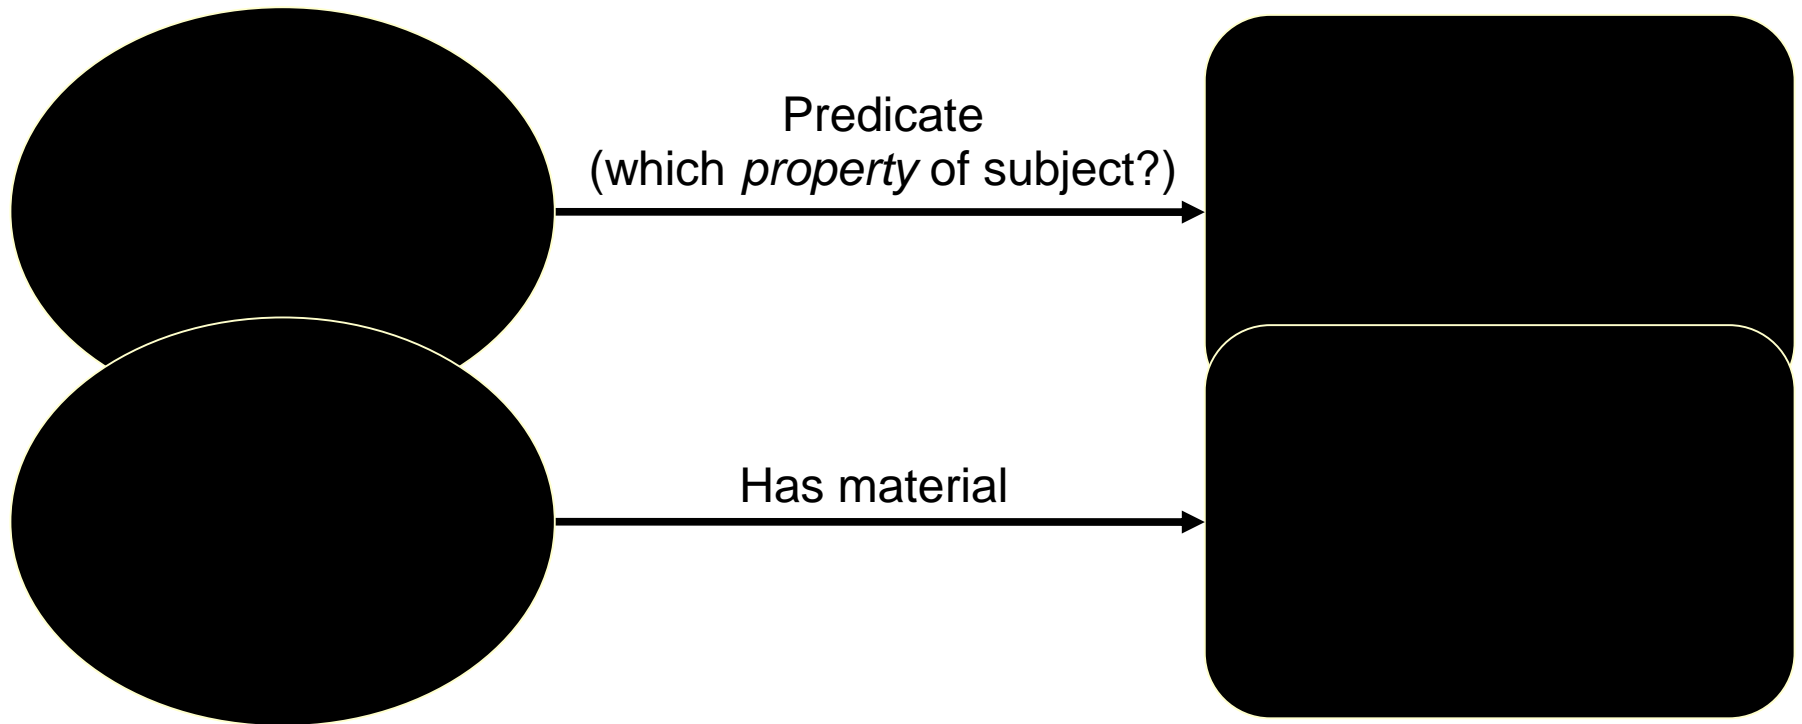 Predicate
(which property of subject?)
Has material